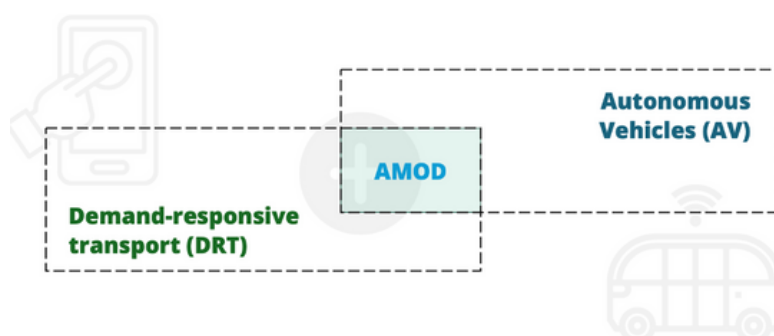 Autonomous
Vehicles (AV)
AMOD
Demand-responsive
transport (DRT)